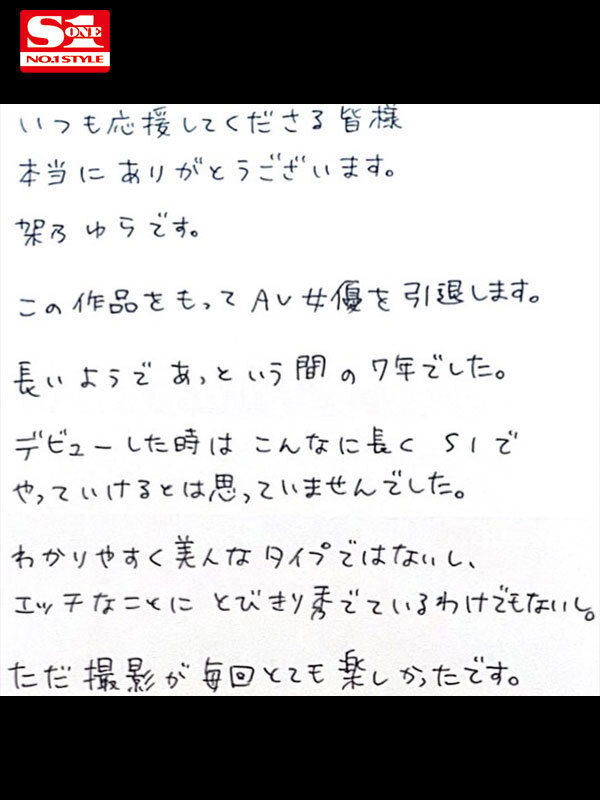 S1
ONE
NO.1 STYLE
いつも応援してくださる皆様
本当にありがとうございます。
架乃ゆらです。
この作品をもってAV女優を引退します。
長いようであっという間の7年でした。
デビューした時はこんなに長くS1で
やっていけるとは思っていませんでした。
わかりやすく美人なタイプではないし、
エッチなことにとびきり秀でているわけでもないし。
ただ撮影が毎回とても楽しかったです。